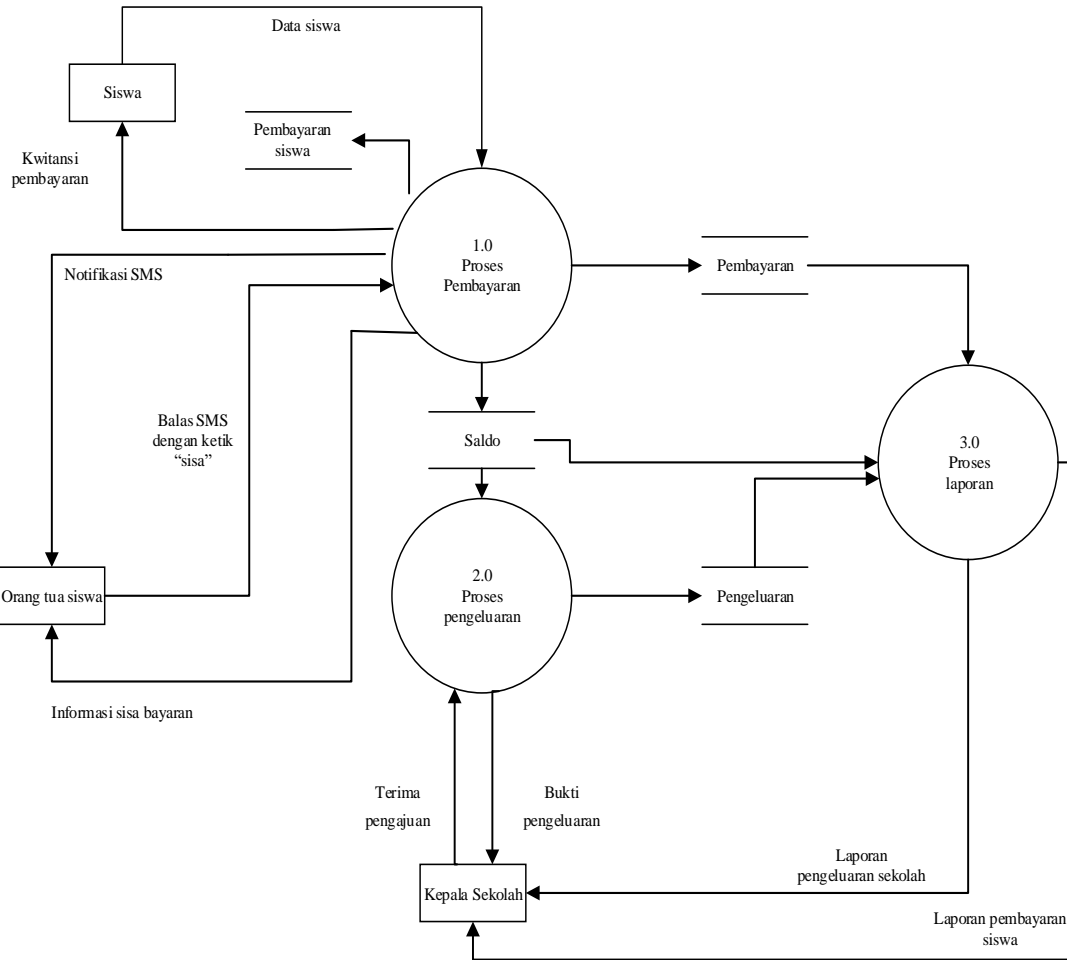 Data siswa
Siswa
Pembayaran
siswa
Kwitansi
pembayaran
1.0
Proses
Pembayaran
Notifikasi SMS
Pembayaran
Balas SMS
dengan ketik
“sisa”
Saldo
3.0
Proses
laporan
Orang tua siswa
2.0
Proses
pengeluaran
Pengeluaran
Informasi sisa bayaran
Terima
pengajuan
Bukti
pengeluaran
Laporan
pengeluaran sekolah
Kepala Sekolah
Laporan pembayaran
siswa